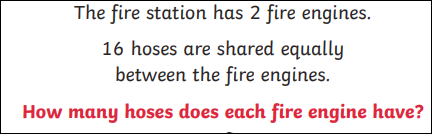 The fire station has 2 fire engines.
16 hoses are shared equally
between the fire engines.
How many hoses does each fire engine have?